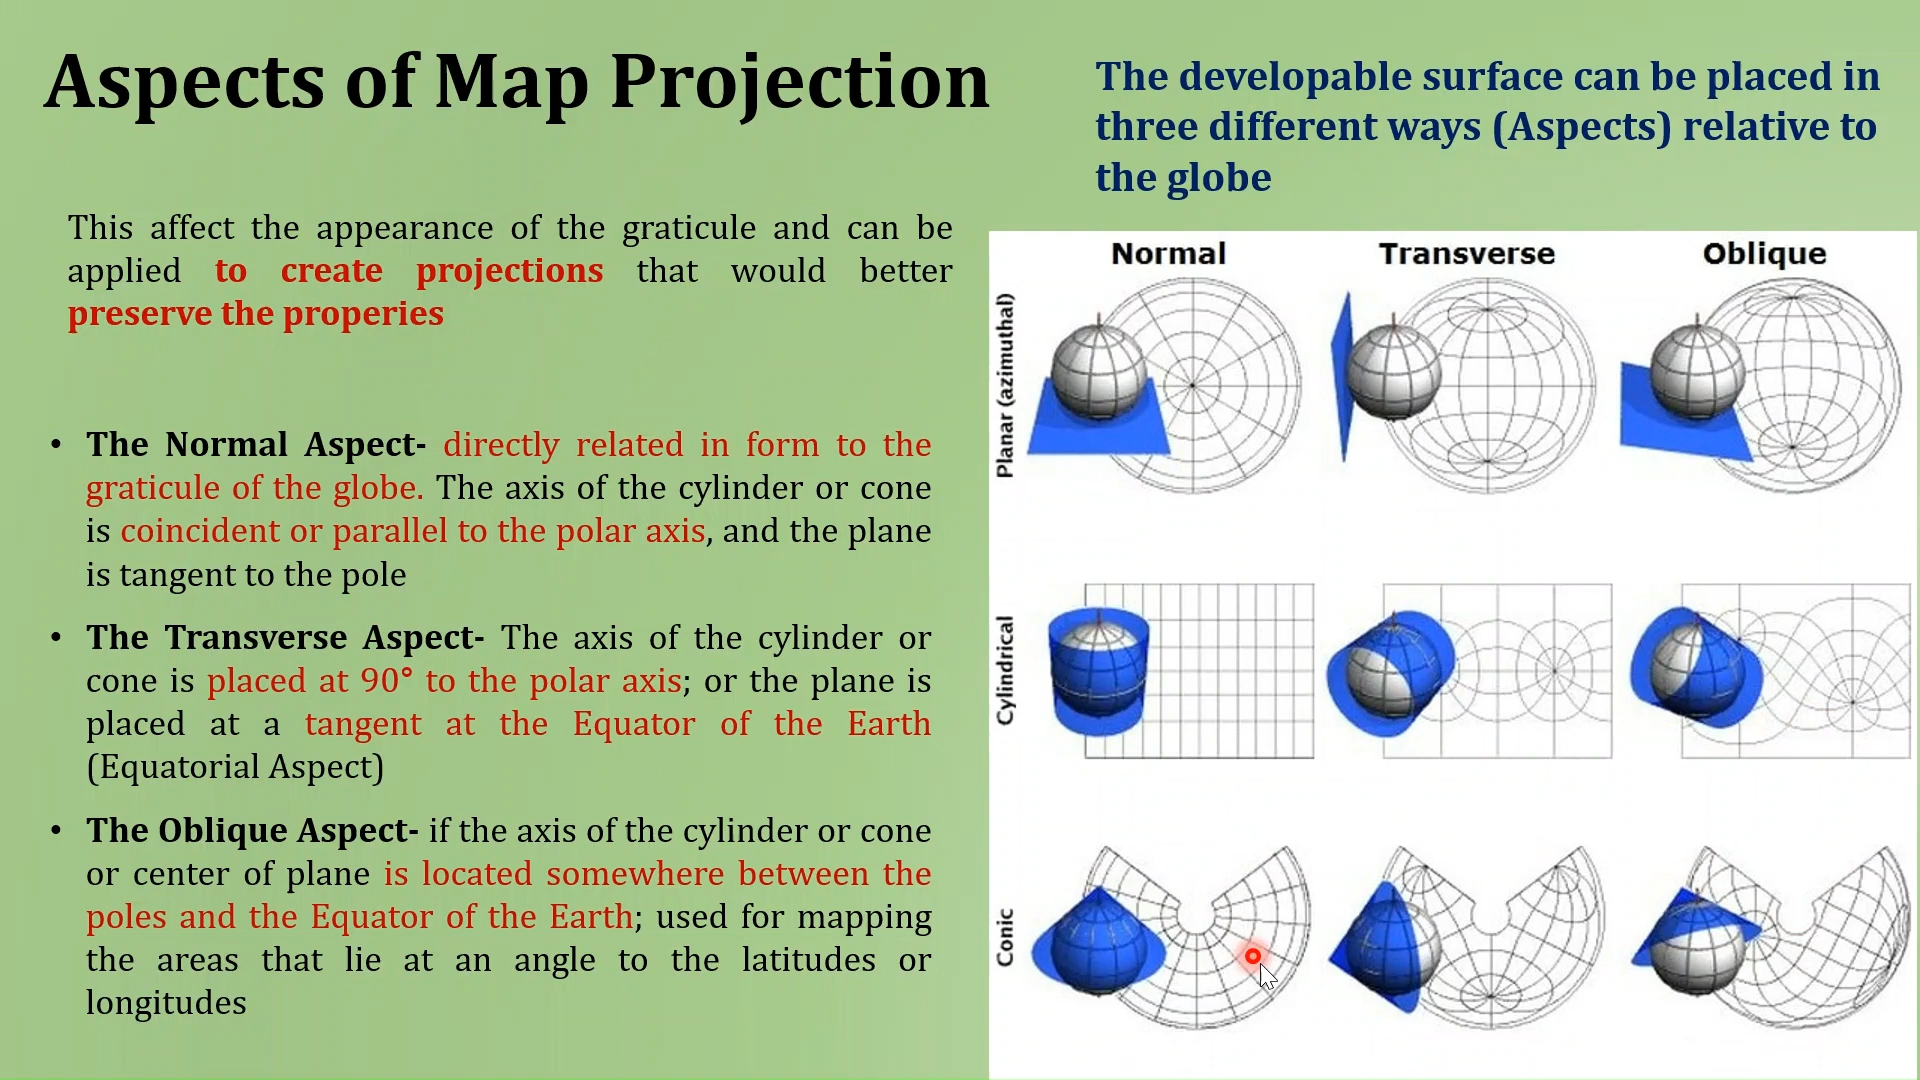 Aspects of Map Projection
The developable surface can be placed in
three different ways (Aspects) relative to
the globe
This affect the appearance of the graticule and can be
applied to create projections that would better
preserve the properies
• The Normal Aspect- directly related in form to the
graticule of the globe. The axis of the cylinder or cone
is coincident or parallel to the polar axis, and the plane
is tangent to the pole
• The Transverse Aspect- The axis of the cylinder or
cone is placed at 90° to the polar axis; or the plane is
placed at a tangent at the Equator of the Earth
(Equatorial Aspect)
• The Oblique Aspect- if the axis of the cylinder or cone
or center of plane is located somewhere between the
poles and the Equator of the Earth; used for mapping
the areas that lie at an angle to the latitudes or
longitudes
Normal Transverse Oblique
Planar (azimuthal)
Cylindrical
Conic